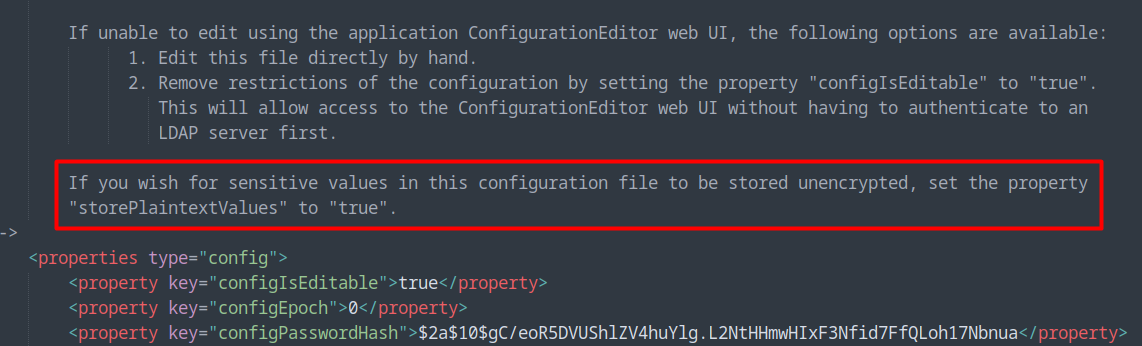 If unable to edit using the application ConfigurationEditor web UI, the following options are available:
1. Edit this file directly by hand.
2. Remove restrictions of the configuration by setting the property "configIsEditable" to "true".
This will allow access to the ConfigurationEditor web UI without having to authenticate to an
LDAP server first.
If you wish for sensitive values in this configuration file to be stored unencrypted, set the property
"storePlaintextValues" to "true".
->
<properties type="config">
<property key="configIsEditable">true</property>
<property key="configEpoch">0</property>
<property key="configPasswordHash">$2a$10$gC/eoR5DVUShlZV4huYlg.L2NtHHmwHIxF3Nfid7FfQLoh17Nbnua</property>